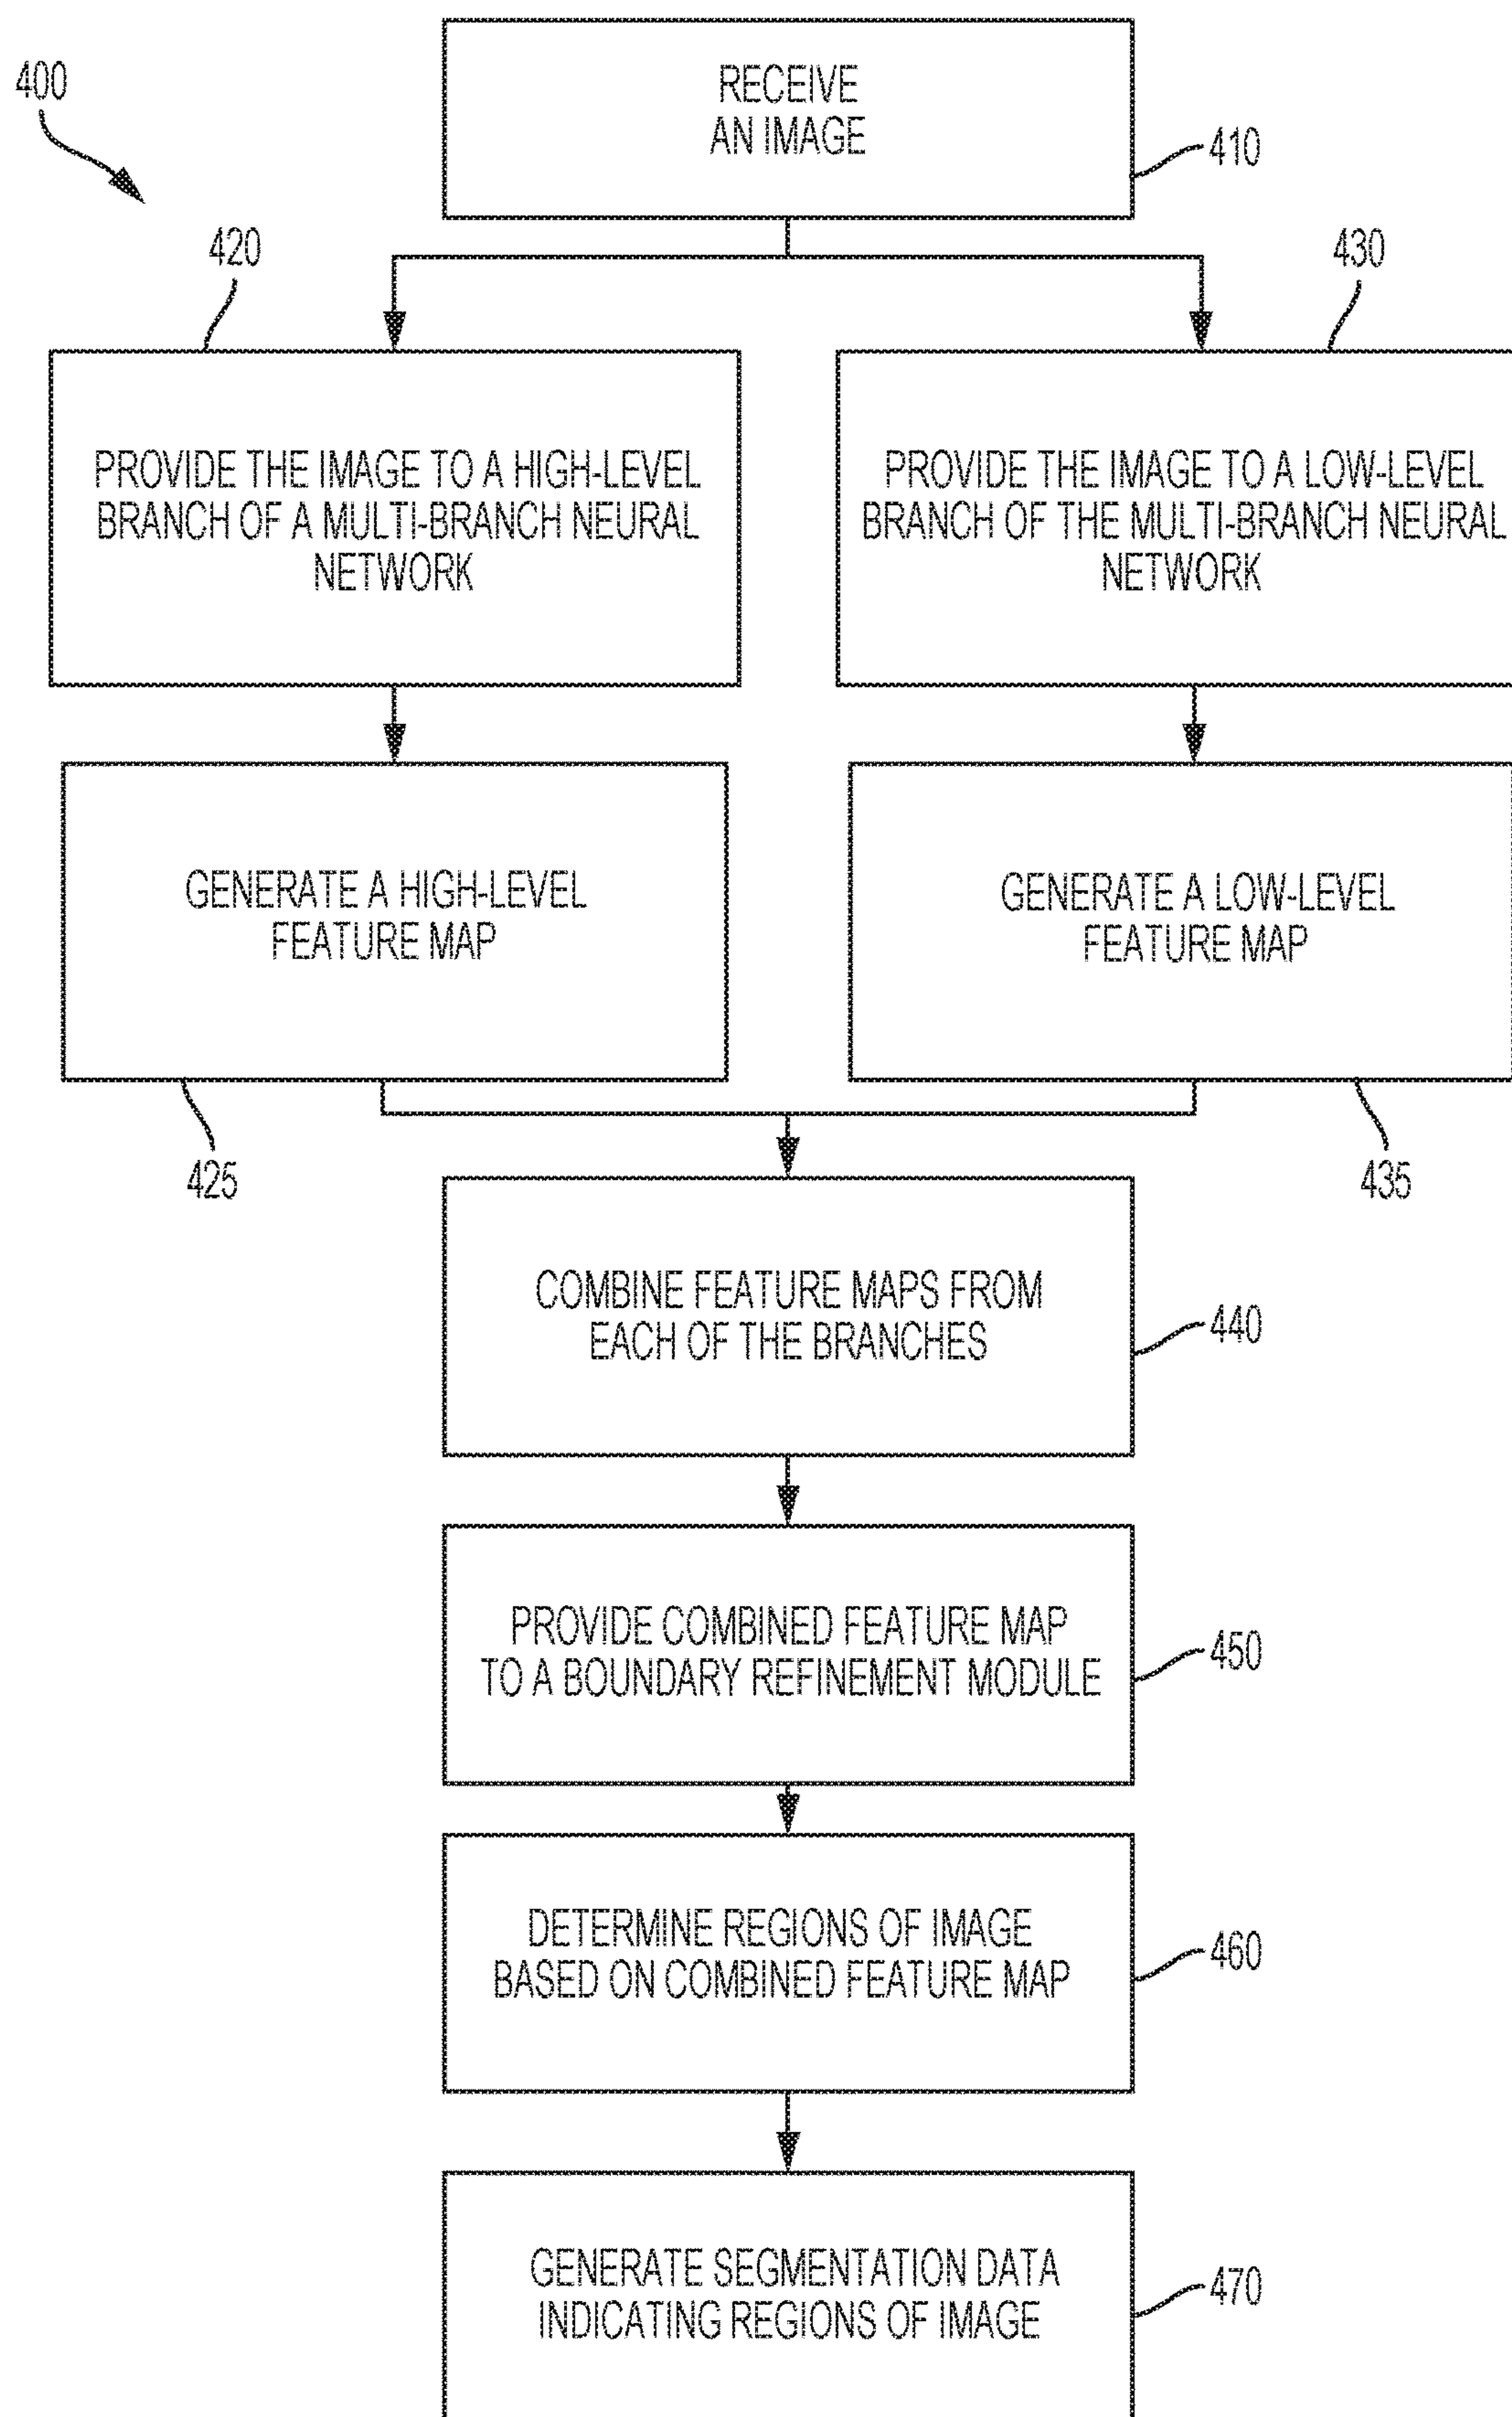 400
RECEIVE
AN IMAGE
410
420
430
PROVIDE THE IMAGE TO A HIGH-LEVEL
BRANCH OF A MULTI-BRANCH NEURAL
NETWORK
PROVIDE THE IMAGE TO A LOW-LEVEL
BRANCH OF THE MULTI-BRANCH NEURAL
NETWORK
GENERATE A HIGH-LEVEL
FEATURE MAP
GENERATE A LOW-LEVEL
FEATURE MAP
425
435
COMBINE FEATURE MAPS FROM
EACH OF THE BRANCHES
440
PROVIDE COMBINED FEATURE MAP
TO A BOUNDARY REFINEMENT MODULE
450
DETERMINE REGIONS OF IMAGE
BASED ON COMBINED FEATURE MAP
460
GENERATE SEGMENTATION DATA
INDICATING REGIONS OF IMAGE
470